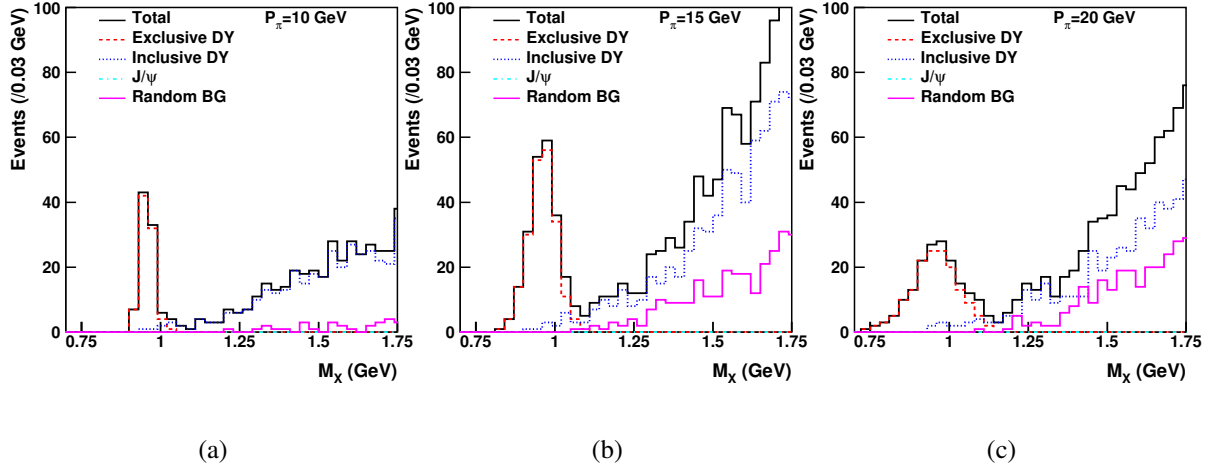 Events (/0.03 GeV)
100
80
60
40
20
0
Total
P_π=10 GeV
Exclusive DY
Inclusive DY
J/ψ
Random BG
0.75 1 1.25 1.5 1.75
M_X (GeV)
(a)
Events (/0.03 GeV)
100
80
60
40
20
0
Total
P_π=15 GeV
Exclusive DY
Inclusive DY
J/ψ
Random BG
0.75 1 1.25 1.5 1.75
M_X (GeV)
(b)
Events (/0.03 GeV)
100
80
60
40
20
0
Total
P_π=20 GeV
Exclusive DY
Inclusive DY
J/ψ
Random BG
0.75 1 1.25 1.5 1.75
M_X (GeV)
(c)